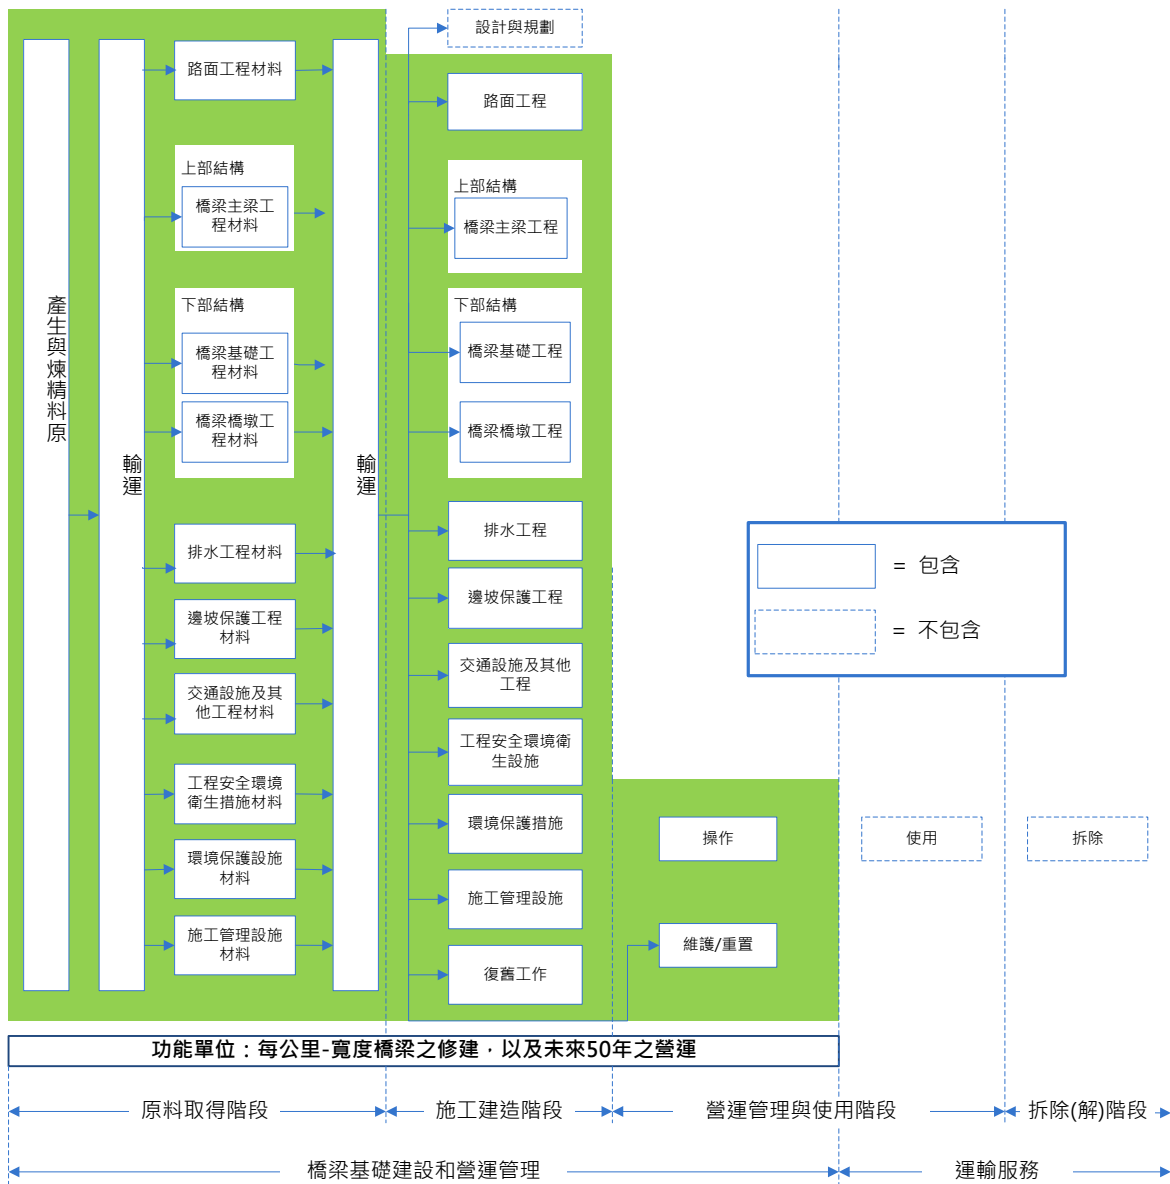 產生與煉精料原
輸運
路面工程材料
上部結構
橋梁主梁工
程材料
下部結構
橋梁基礎工
程材料
橋梁橋墩工
程材料
排水工程材料
邊坡保護工程
材料
交通設施及其
他工程材料
工程安全環境
衛生措施材料
環境保護設施
材料
施工管理設施
材料
輸運
設計與規劃
路面工程
上部結構
橋梁主梁工程
下部結構
橋梁基礎工程
橋梁橋墩工程
排水工程
邊坡保護工程
交通設施及其他
工程
工程安全環境衛
生設施
環境保護措施
施工管理設施
復舊工作
操作
維護/重置
使用
拆除
= 包含
= 不包含
功能單位：每公里-寬度橋梁之修建，以及未來50年之營運
原料取得階段
施工建造階段
營運管理與使用階段
拆除(解)階段
橋梁基礎建設和營運管理
運輸服務